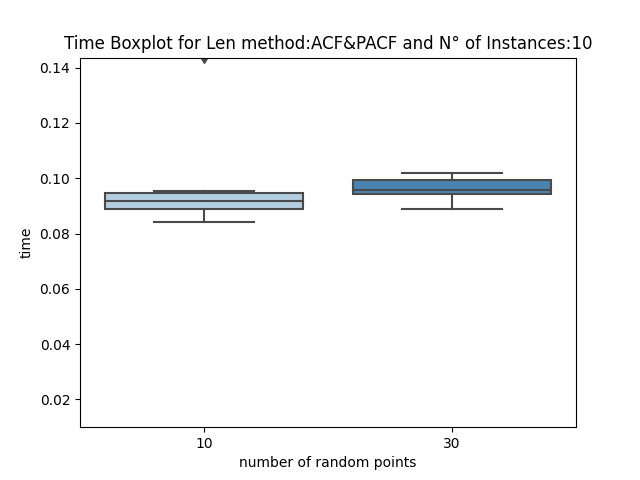 Time Boxplot for Len method:ACF&PACF and N° of Instances:10
0.14
0.12
0.10
0.08
0.06
0.04
0.02
time
10 30
number of random points